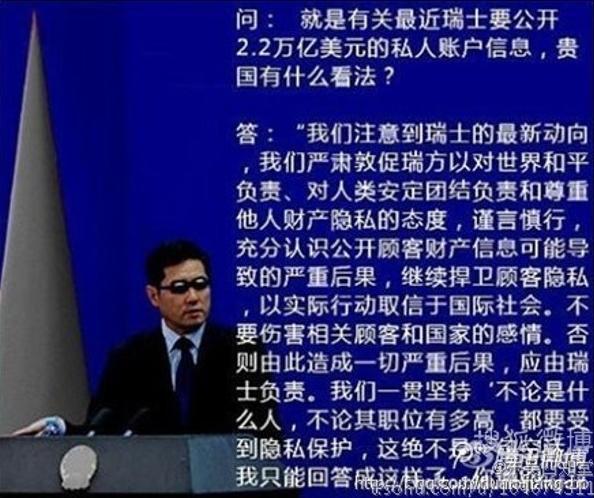 问： 就是有关最近瑞士要公开
2.2万亿美元的私人账户信息，贵
国有什么看法？
答：“我们注意到瑞士的最新动向
，我们严肃敦促瑞方以对世界和平
负责、对人类安定团结负责和尊重
他人财产隐私的态度，谨言慎行，
充分认识公开顾客财产信息可能导
致的严重后果，继续捍卫顾客隐私
，以实际行动取信于国际社会。不
要伤害相关顾客和国家的感情。否
则由此造成一切严重后果，应由瑞
士负责。我们一贯坚持‘不论是什
么人，不论其职位有多高，都要受
到隐私保护，这绝不是
我只能回答成这样了，你
搜狐微博